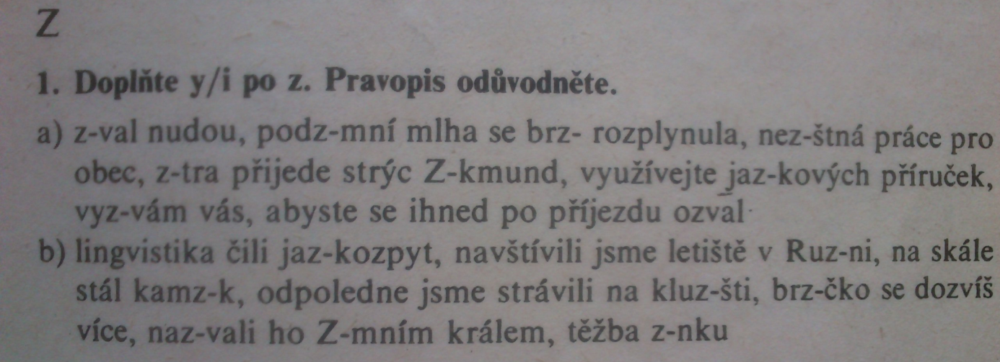 Z
1. Doplňte y/i po z. Pravopis odůvodněte.
a) z-val nudou, podz-mní mlha se brz- rozplynula, nez-štná práce pro
obec, z-tra přijede strýc Z-kmund, využívejte jaz-kových příruček,
vyz-vám vás, abyste se ihned po příjezdu ozval-
b) lingvistika čili jaz-kozpyt, navštívili jsme letiště v Ruz-ni, na skále
stál kamz-k, odpoledne jsme strávili na kluz-šti, brz-čko se dozvíš
více, naz-vali ho Z-mním králem, těžba z-nku